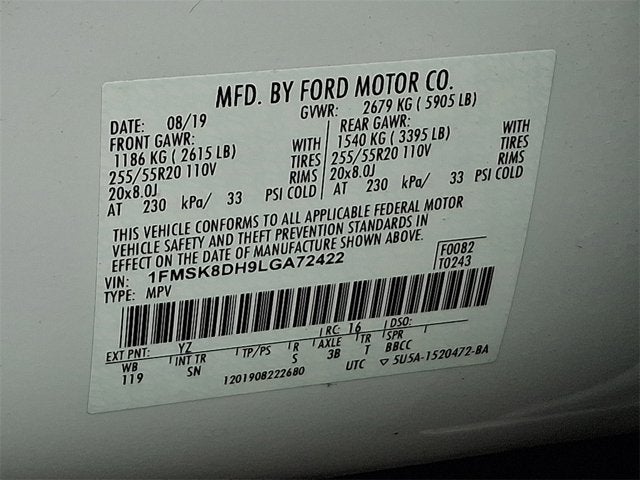 MFD. BY FORD MOTOR CO.
DATE: 08/19 GVWR: 2679 KG ( 5905 LB)
FRONT GAWR: REAR GAWR:
1186 KG ( 2615 LB) WITH 1540 KG ( 3395 LB) WITH
255/55R20 110V TIRES 255/55R20 110V TIRES
20x8.0J RIMS 20x8.0J RIMS
AT 230 kPa/ 33 PSI COLD AT 230 kPa/ 33 PSI COLD
THIS VEHICLE CONFORMS TO ALL APPLICABLE FEDERAL MOTOR
VEHICLE SAFETY AND THEFT PREVENTION STANDARDS IN
EFFECT ON THE DATE OF MANUFACTURE SHOWN ABOVE.
VIN: 1FMSK8DH9LGA72422 F0082
TYPE: MPV T0243
EXT PNT: YZ RC: 16 DSO:
WB INT TR TP/PS R AXLE TR SPR
119 SN S 3B T BBCC
1201908222680 UTC ▽ 5U5A-1520472-BA